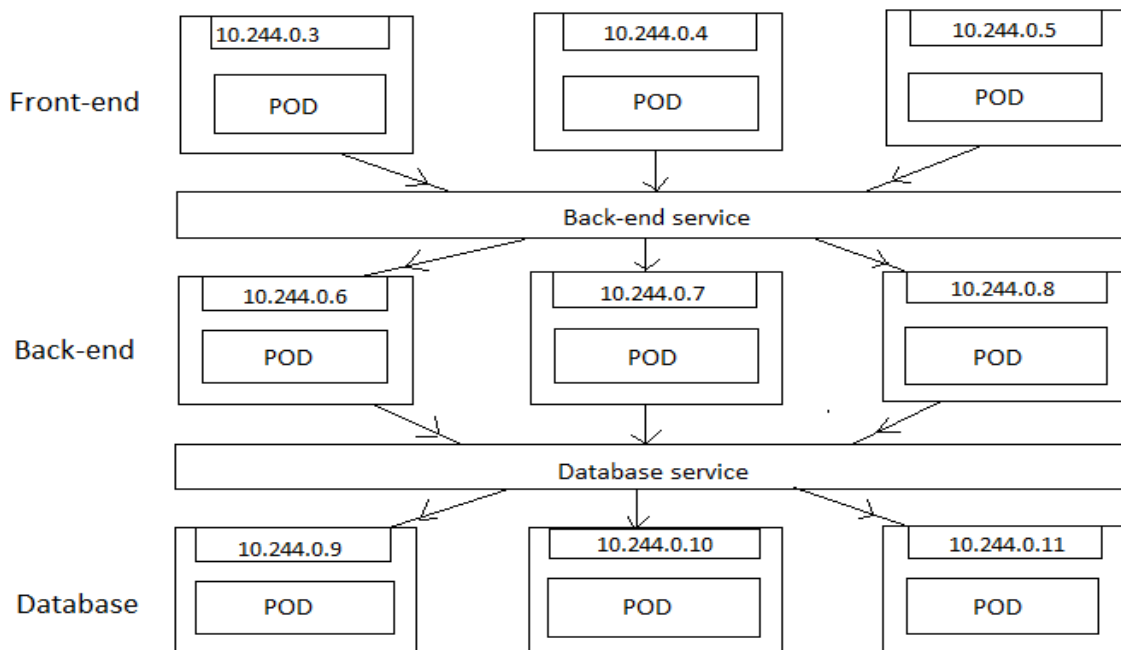 10.244.0.3
10.244.0.4
10.244.0.5
Front-end
POD
POD
POD
Back-end service
10.244.0.6
10.244.0.7
10.244.0.8
Back-end
POD
POD
POD
Database service
10.244.0.9
10.244.0.10
10.244.0.11
Database
POD
POD
POD